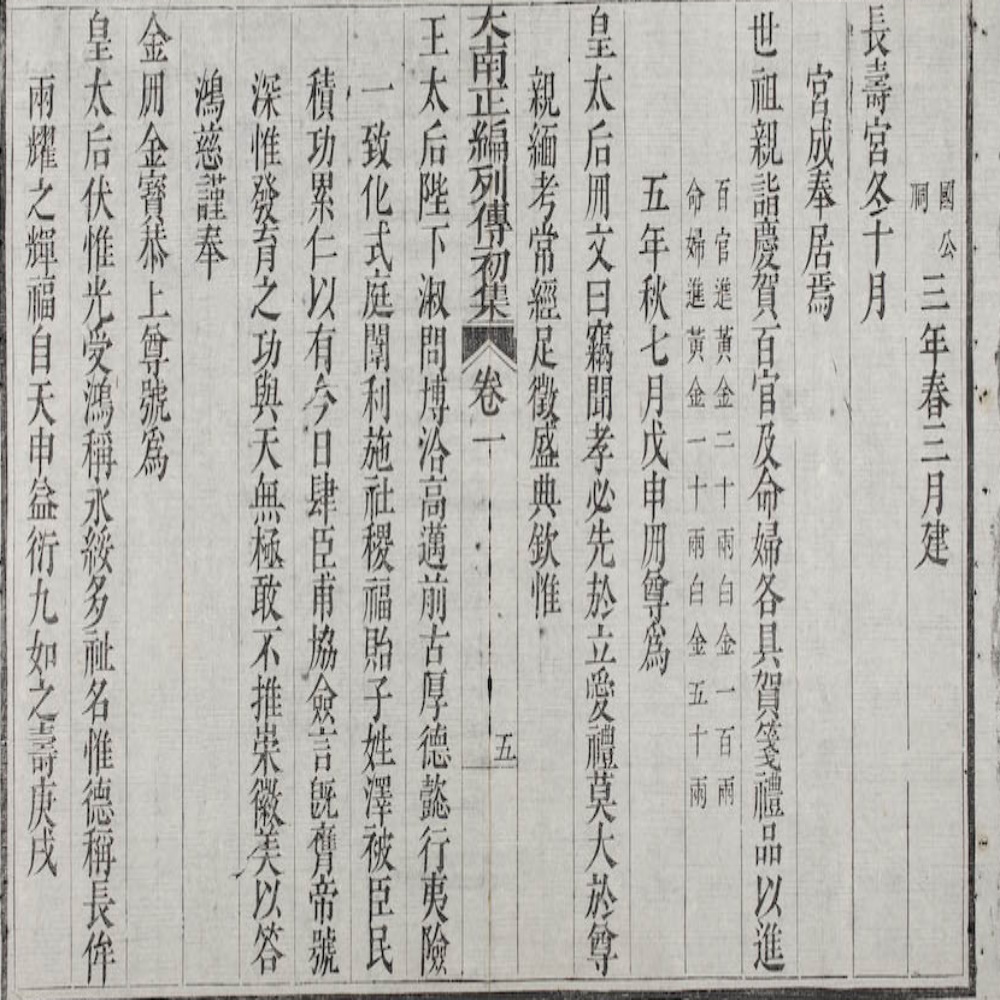 國公
祠
三年春三月建
長壽宮冬十月
宮成奉居焉
世祖親詣慶賀百官及命婦各具賀箋禮品以進
百官進黃金二十兩白金一百兩
命婦進黃金一十兩白金五十兩
五年秋七月戊申冊尊爲
皇太后冊文曰竊聞孝必先於立愛禮莫大於尊
親緬考常經足徵盛典欽惟
大南正編列傳初集 卷一 五
王太后陛下淑問博洽高邁前古厚德懿行夷險
一致化式庭闈利施社稷福貽子姓澤被臣民
積功累仁以有今日肆臣甫協僉言旣膺帝號
深惟發育之功與天無極敢不推崇徽美以答
鴻慈謹奉
金冊金寶恭上尊號爲
皇太后伏惟光受鴻稱永綏多祉名惟德稱長侔
兩耀之輝福自天申益衍九如之壽庚戌